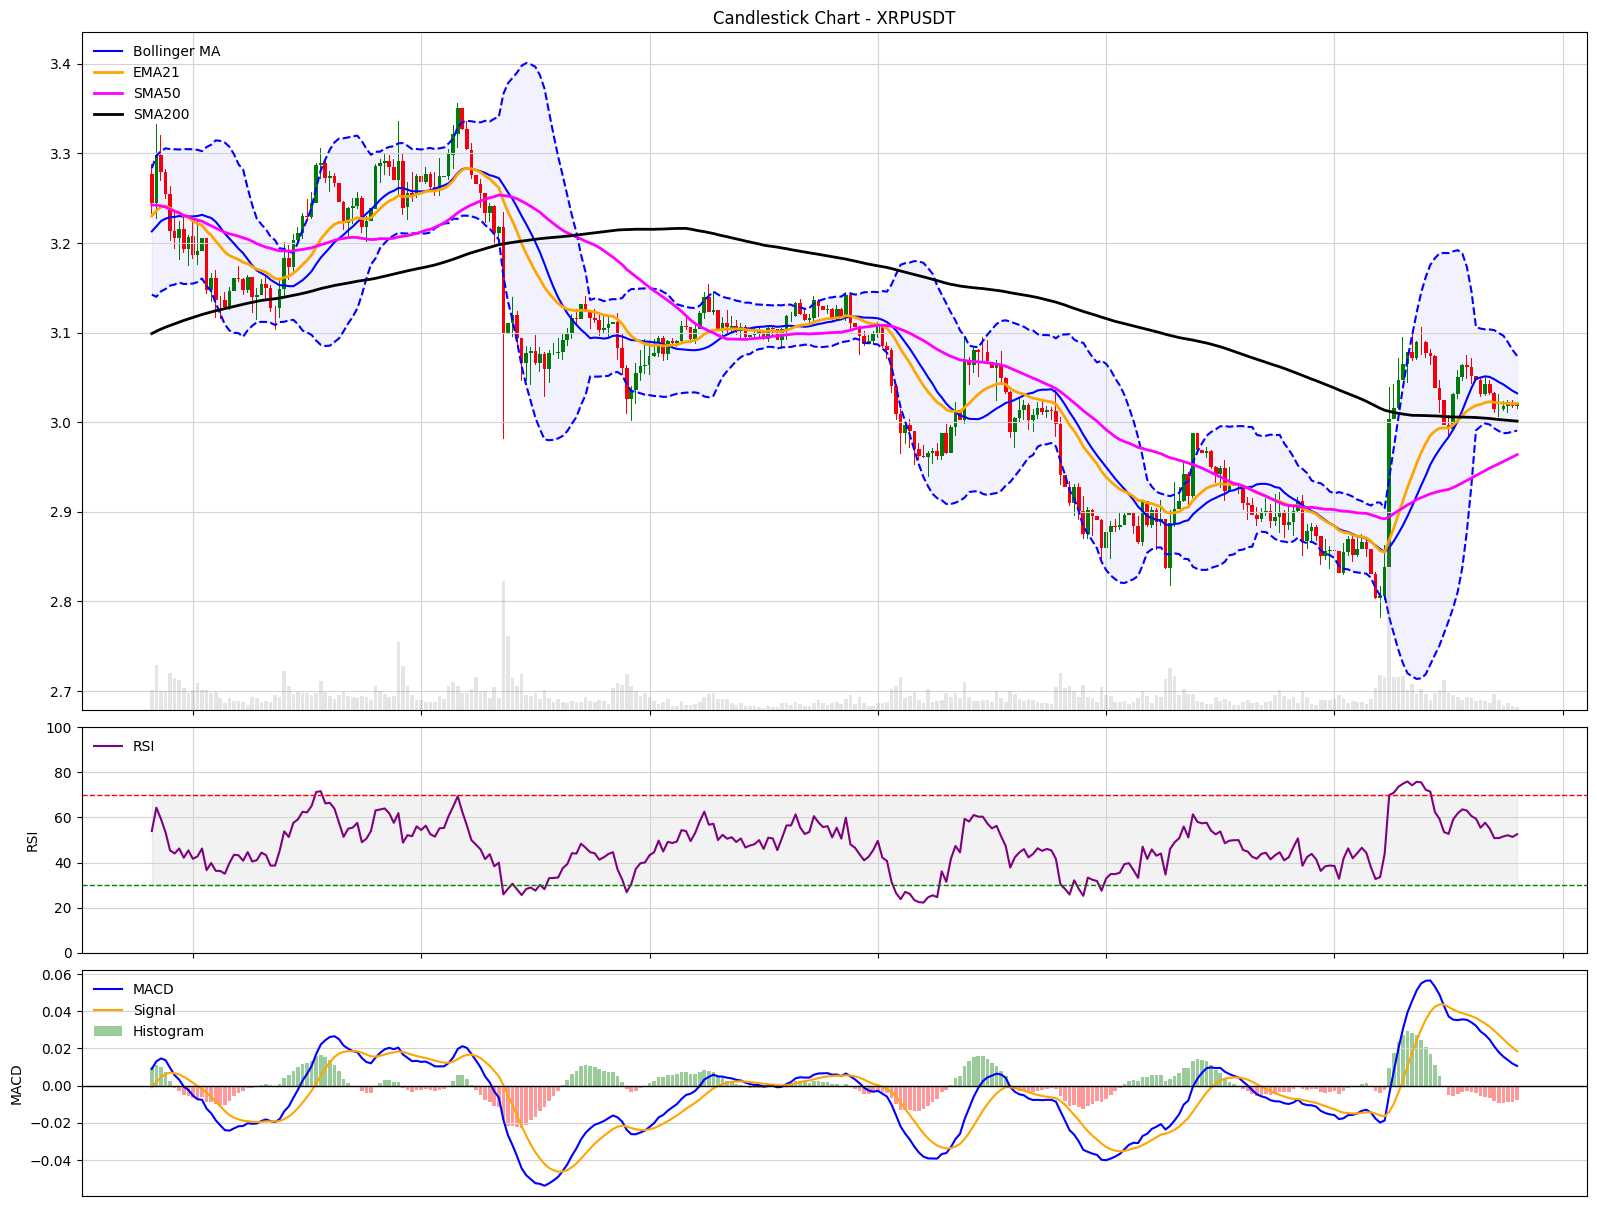 Candlestick Chart - XRPUSDT
Bollinger MA
EMA21
SMA50
SMA200
3.4
3.3
3.2
3.1
3.0
2.9
2.8
2.7
RSI
RSI
100
80
60
40
20
0
MACD
MACD
Signal
Histogram
0.06
0.04
0.02
0.00
−0.02
−0.04